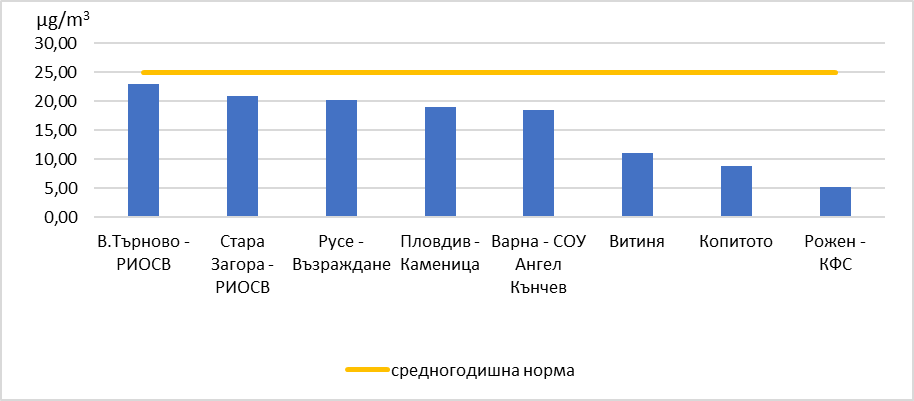 µg/m³
30,00
25,00
20,00
15,00
10,00
5,00
0,00
В.Търново -
РИОСВ
Стара
Загора -
РИОСВ
Русе -
Възраждане
Пловдив -
Каменица
Варна - СОУ
Ангел
Кънчев
Витиня
Копитото
Рожен -
КФС
средногодишна норма